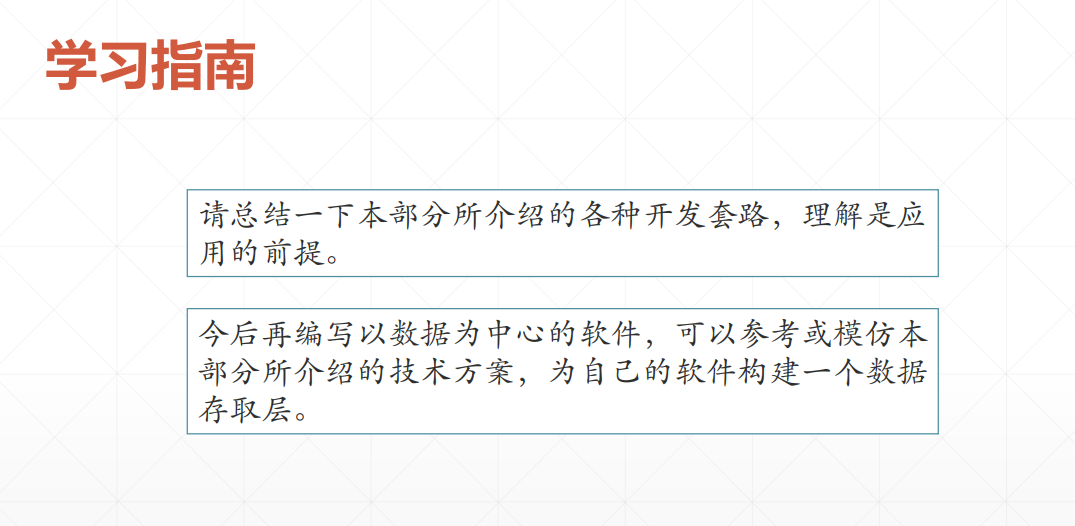 学习指南
请总结一下本部分所介绍的各种开发套路，理解是应
用的前提。
今后再编写以数据为中心的软件，可以参考或模仿本
部分所介绍的技术方案，为自己的软件构建一个数据
存取层。